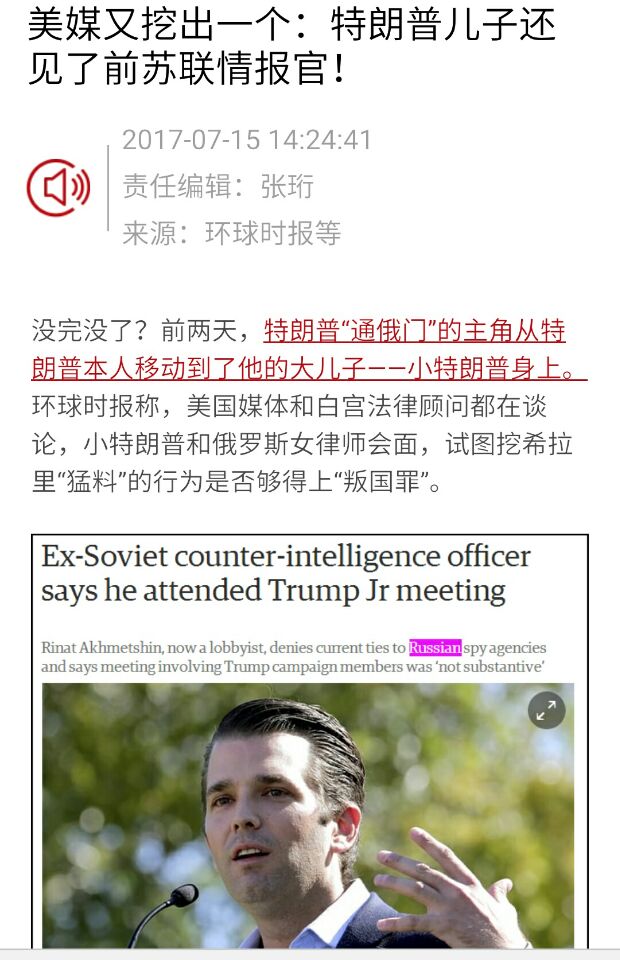 美媒又挖出一个：特朗普儿子还
见了前苏联情报官！
2017-07-15 14:24:41
责任编辑：张珩
来源：环球时报等
没完没了？前两天，特朗普“通俄门”的主角从特
朗普本人移动到了他的大儿子——小特朗普身上。
环球时报称，美国媒体和白宫法律顾问都在谈
论，小特朗普和俄罗斯女律师会面，试图挖希拉
里“猛料”的行为是否够得上“叛国罪”。
Ex-Soviet counter-intelligence officer
says he attended Trump Jr meeting
Rinat Akhmetshin, now a lobbyist, denies current ties to Russian spy agencies
and says meeting involving Trump campaign members was ‘not substantive’